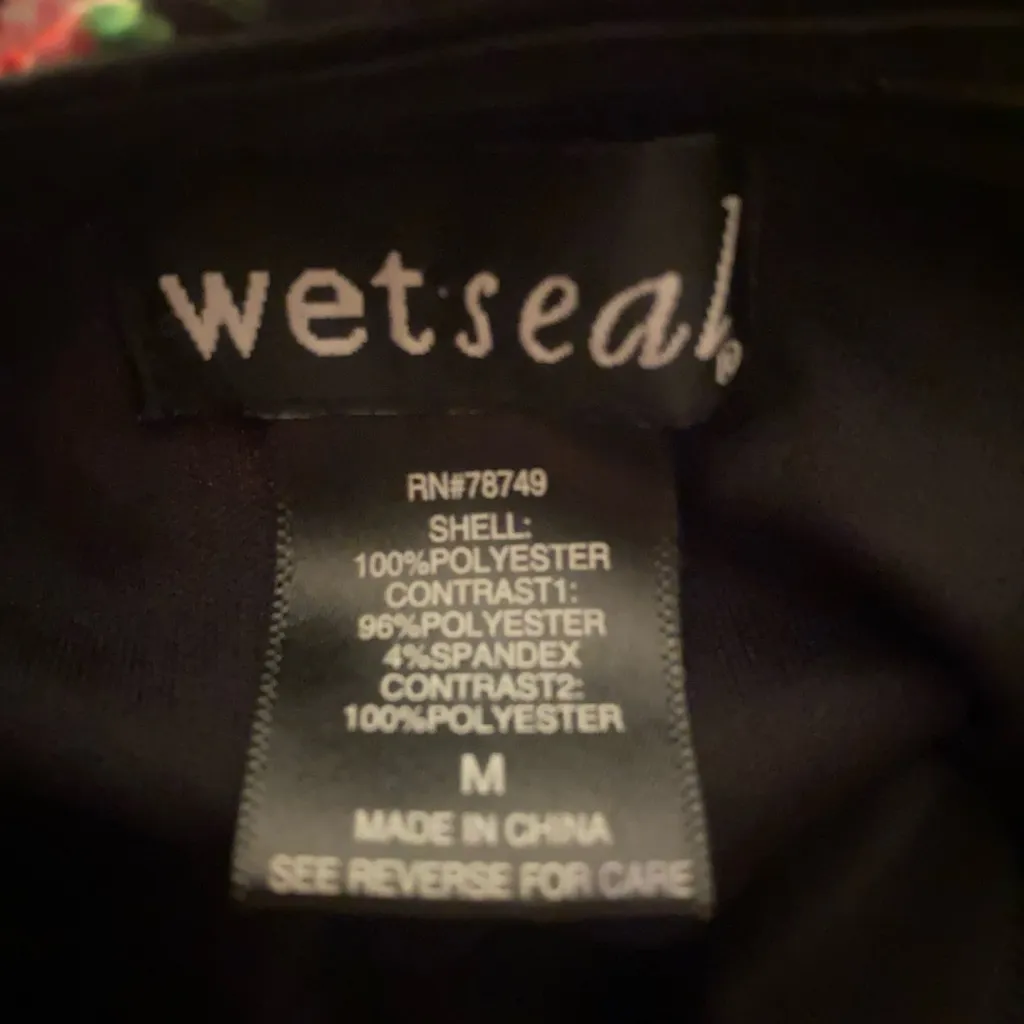 wetseal®
RN#78749
SHELL:
100%POLYESTER
CONTRAST1:
96%POLYESTER
4%SPANDEX
CONTRAST2:
100%POLYESTER
M
MADE IN CHINA
SEE REVERSE FOR CARE